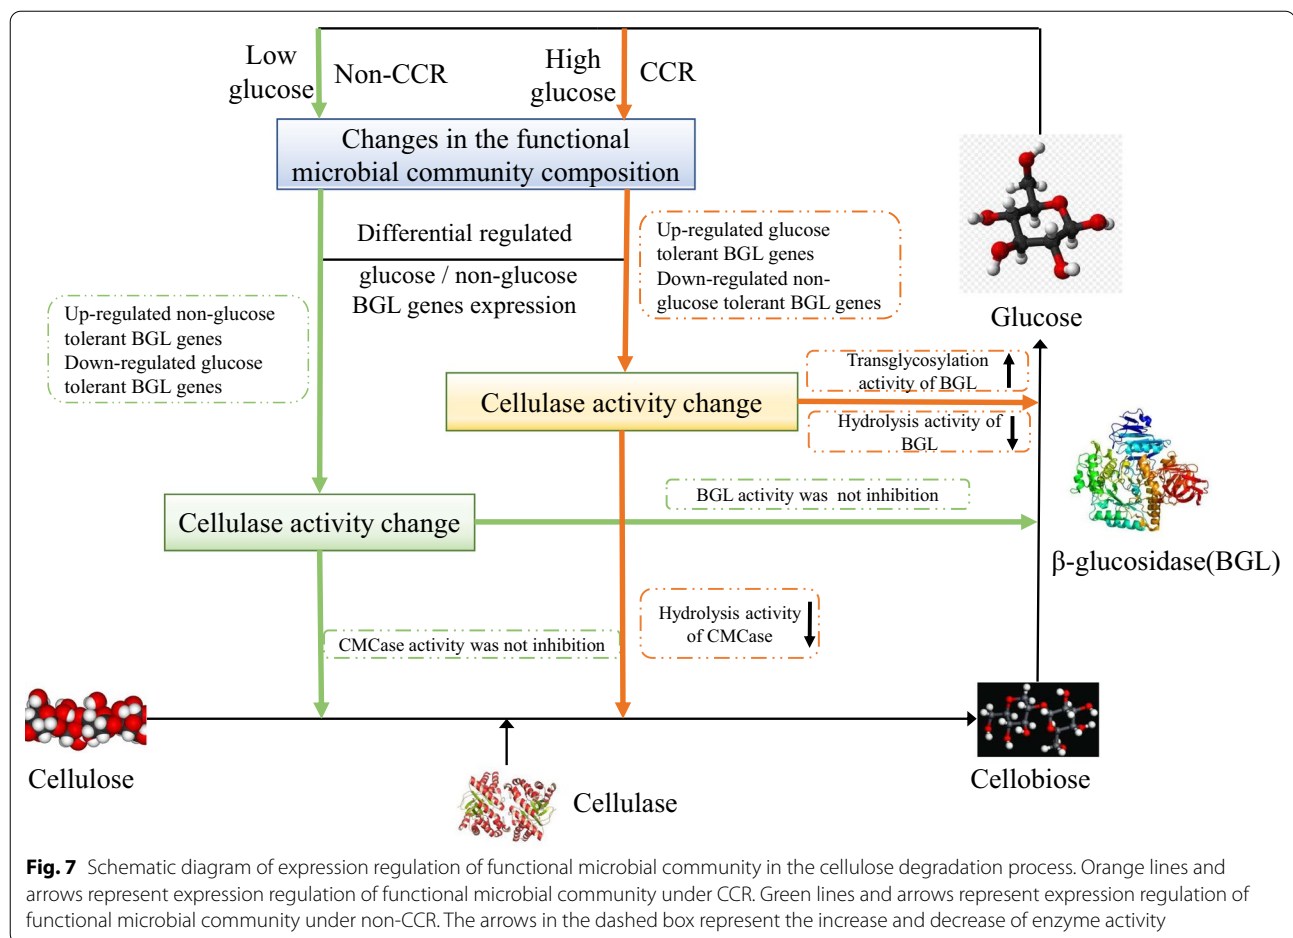 Low
glucose
Non-CCR
High
glucose
CCR
Changes in the functional
microbial community composition
Differential regulated
glucose / non-glucose
BGL genes expression
Up-regulated glucose
tolerant BGL genes
Down-regulated non-
glucose tolerant BGL genes
Up-regulated non-glucose
tolerant BGL genes
Down-regulated glucose
tolerant BGL genes
Glucose
Transglycosylation
activity of BGL
Cellulase activity change
Hydrolysis activity of
BGL
BGL activity was not inhibition
Cellulase activity change
β-glucosidase(BGL)
Hydrolysis activity
of CMCase
CMCase activity was not inhibition
Cellulose
Cellobiose
Cellulase
Fig. 7 Schematic diagram of expression regulation of functional microbial community in the cellulose degradation process. Orange lines and
arrows represent expression regulation of functional microbial community under CCR. Green lines and arrows represent expression regulation of
functional microbial community under non-CCR. The arrows in the dashed box represent the increase and decrease of enzyme activity